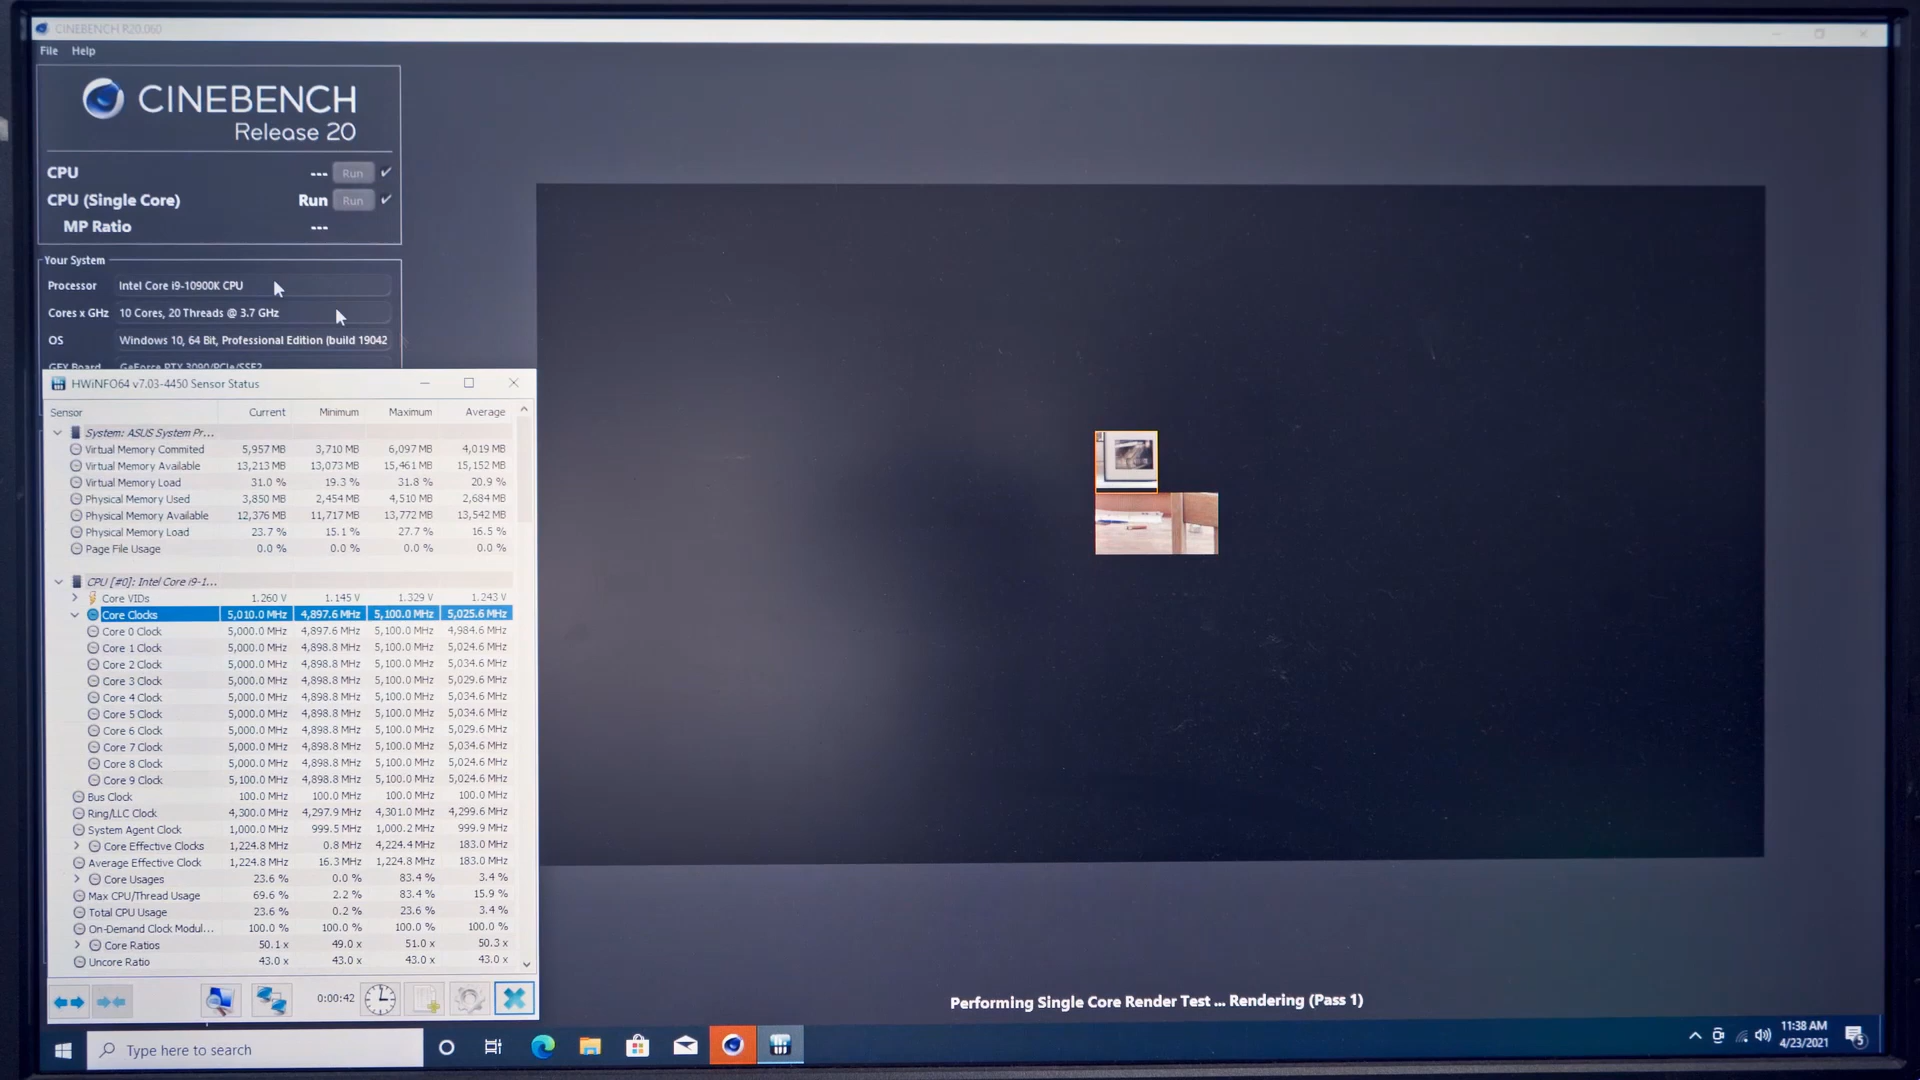 CINEBENCH R20.060
File Help
CINEBENCH
Release 20
CPU --- Run
CPU (Single Core) Run Run
MP Ratio ---
Your System
Processor Intel Core i9-10900K CPU
Cores x GHz 10 Cores, 20 Threads @ 3.7 GHz
OS Windows 10, 64 Bit, Professional Edition (build 19042
GFX Board GeForce RTX 3090/PCIe/SSE2
HWiNFO64 v7.03-4450 Sensor Status
Sensor Current Minimum Maximum Average
System: ASUS System Pr...
Virtual Memory Commited 5,957 MB 3,710 MB 6,097 MB 4,019 MB
Virtual Memory Available 13,213 MB 13,073 MB 15,461 MB 15,152 MB
Virtual Memory Load 31.0 % 19.3 % 31.8 % 20.9 %
Physical Memory Used 3,850 MB 2,454 MB 4,510 MB 2,684 MB
Physical Memory Available 12,376 MB 11,717 MB 13,772 MB 13,542 MB
Physical Memory Load 23.7 % 15.1 % 27.7 % 16.5 %
Page File Usage 0.0 % 0.0 % 0.0 % 0.0 %
CPU [#0]: Intel Core i9-1...
Core VIDs 1.260 V 1.145 V 1.329 V 1.243 V
Core Clocks 5,010.0 MHz 4,897.6 MHz 5,100.0 MHz 5,025.6 MHz
Core 0 Clock 5,000.0 MHz 4,897.6 MHz 5,100.0 MHz 4,984.6 MHz
Core 1 Clock 5,000.0 MHz 4,898.8 MHz 5,100.0 MHz 5,024.6 MHz
Core 2 Clock 5,000.0 MHz 4,898.8 MHz 5,100.0 MHz 5,034.6 MHz
Core 3 Clock 5,000.0 MHz 4,898.8 MHz 5,100.0 MHz 5,029.6 MHz
Core 4 Clock 5,000.0 MHz 4,898.8 MHz 5,100.0 MHz 5,034.6 MHz
Core 5 Clock 5,000.0 MHz 4,898.8 MHz 5,100.0 MHz 5,034.6 MHz
Core 6 Clock 5,000.0 MHz 4,898.8 MHz 5,100.0 MHz 5,029.6 MHz
Core 7 Clock 5,000.0 MHz 4,898.8 MHz 5,100.0 MHz 5,034.6 MHz
Core 8 Clock 5,000.0 MHz 4,898.8 MHz 5,100.0 MHz 5,024.6 MHz
Core 9 Clock 5,100.0 MHz 4,898.8 MHz 5,100.0 MHz 5,024.6 MHz
Bus Clock 100.0 MHz 100.0 MHz 100.0 MHz 100.0 MHz
Ring/LLC Clock 4,300.0 MHz 4,297.9 MHz 4,301.0 MHz 4,299.6 MHz
System Agent Clock 1,000.0 MHz 999.5 MHz 1,000.2 MHz 999.9 MHz
Core Effective Clocks 1,224.8 MHz 0.8 MHz 4,224.4 MHz 183.0 MHz
Average Effective Clock 1,224.8 MHz 16.3 MHz 1,224.8 MHz 183.0 MHz
Core Usages 23.6 % 0.0 % 83.4 % 3.4 %
Max CPU/Thread Usage 69.6 % 2.2 % 83.4 % 15.9 %
Total CPU Usage 23.6 % 0.2 % 23.6 % 3.4 %
On-Demand Clock Modul... 100.0 % 100.0 % 100.0 % 100.0 %
Core Ratios 50.1 x 49.0 x 51.0 x 50.3 x
Uncore Ratio 43.0 x 43.0 x 43.0 x 43.0 x
0:00:42
Performing Single Core Render Test ... Rendering (Pass 1)
Type here to search
11:38 AM
4/23/2021
5